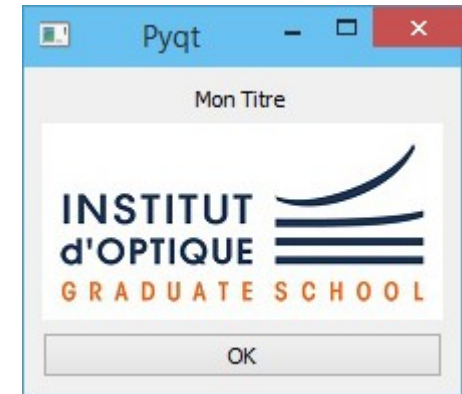 Pyqt
Mon Titre
INSTITUT
d'OPTIQUE
GRADUATE SCHOOL
OK